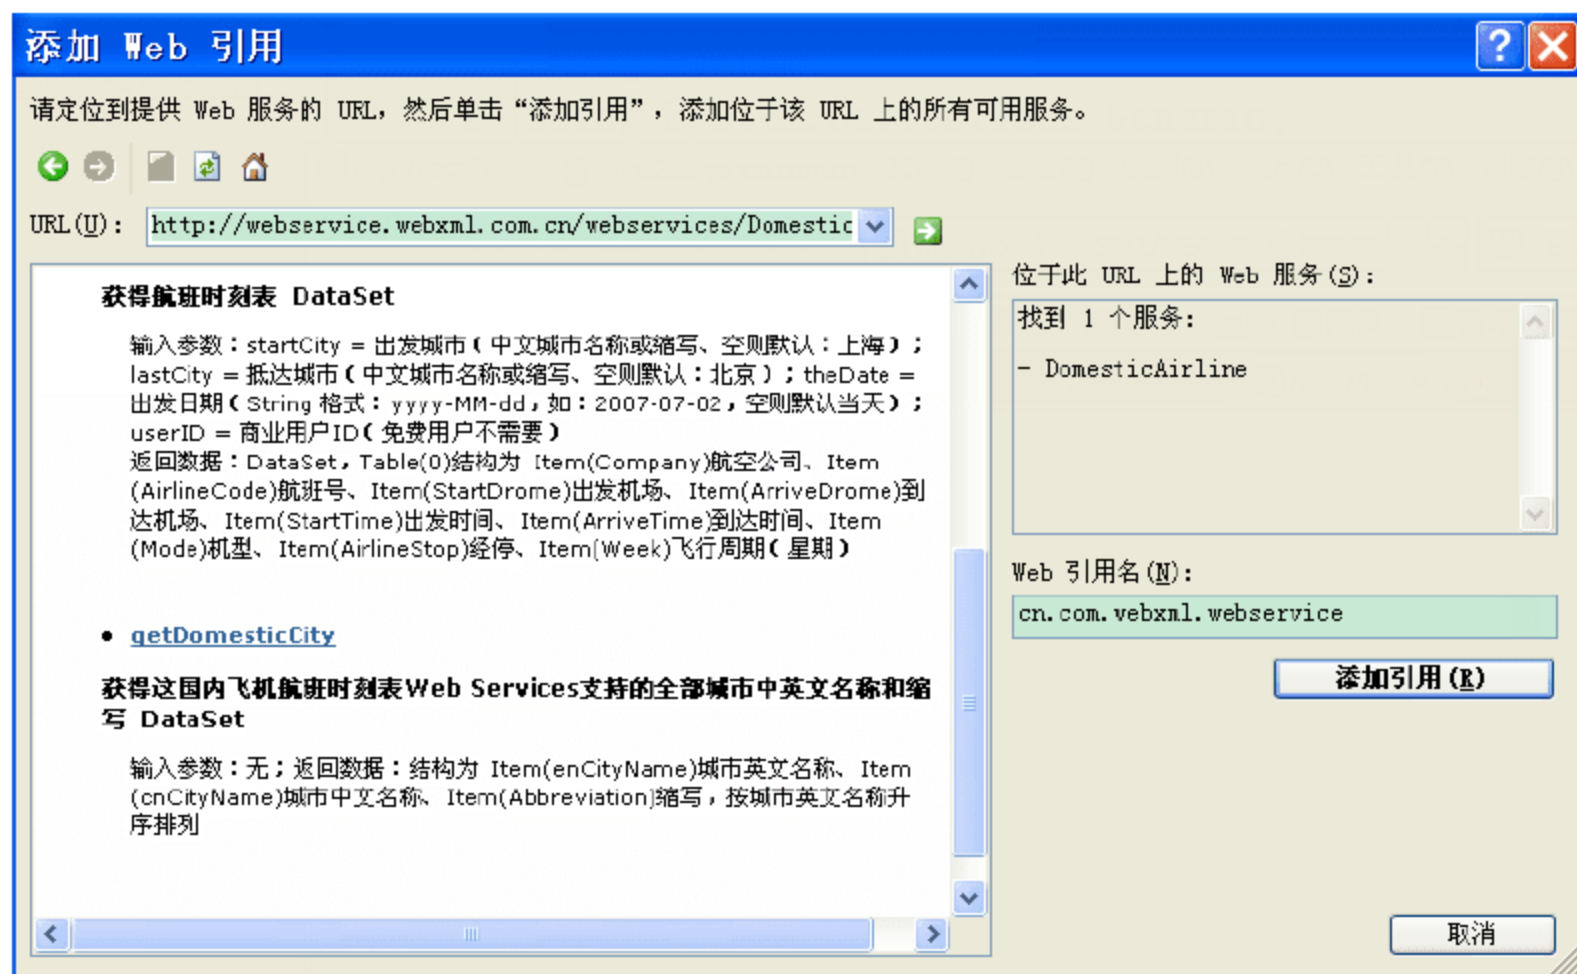 添加 Web 引用
请定位到提供 Web 服务的 URL，然后单击“添加引用”，添加位于该 URL 上的所有可用服务。
URL(U)： http://webservice.webxml.com.cn/webservices/Domestic
获得航班时刻表 DataSet
输入参数：startCity = 出发城市（中文城市名称或缩写、空则默认：上海）；
lastCity = 抵达城市（中文城市名称或缩写、空则默认：北京）；theDate =
出发日期（String 格式：yyyy-MM-dd，如：2007-07-02，空则默认当天）；
userID = 商业用户ID（免费用户不需要）
返回数据：DataSet，Table(0)结构为 Item(Company)航空公司、Item
(AirlineCode)航班号、Item(StartDrome)出发机场、Item(ArriveDrome)到
达机场、Item(StartTime)出发时间、Item(ArriveTime)到达时间、Item
(Mode)机型、Item(AirlineStop)经停、Item(Week)飞行周期（星期）
• getDomesticCity
获得这国内飞机航班时刻表Web Services支持的全部城市中英文名称和缩
写 DataSet
输入参数：无；返回数据：结构为 Item(enCityName)城市英文名称、Item
(cnCityName)城市中文名称、Item(Abbreviation)缩写，按城市英文名称升
序排列
位于此 URL 上的 Web 服务(S)：
找到 1 个服务:
- DomesticAirline
Web 引用名(N)：
cn.com.webxml.webservice
添加引用(R)
取消